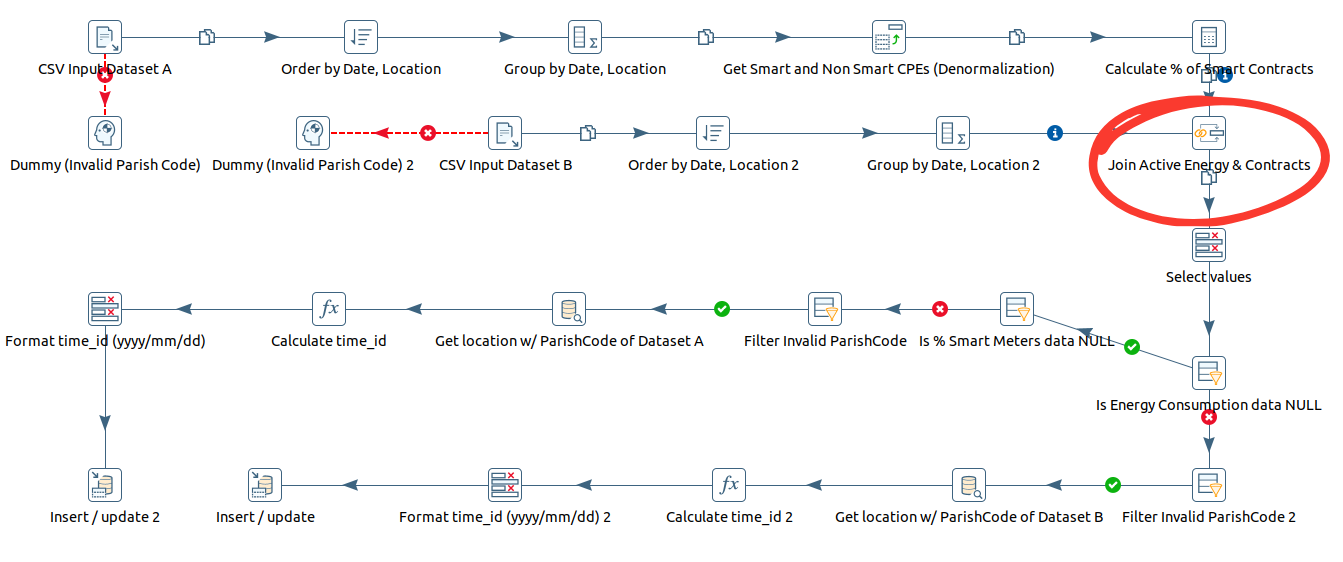 CSV Input Dataset A
Order by Date, Location
Group by Date, Location
Get Smart and Non Smart CPEs (Denormalization)
Calculate % of Smart Contracts
Dummy (Invalid Parish Code)
Dummy (Invalid Parish Code) 2
CSV Input Dataset B
Order by Date, Location 2
Group by Date, Location 2
Join Active Energy & Contracts
Select values
Format time_id (yyyy/mm/dd)
Calculate time_id
Get location w/ ParishCode of Dataset A
Filter Invalid ParishCode
Is % Smart Meters data NULL
Is Energy Consumption data NULL
Insert / update 2
Insert / update
Format time_id (yyyy/mm/dd) 2
Calculate time_id 2
Get location w/ ParishCode of Dataset B
Filter Invalid ParishCode 2